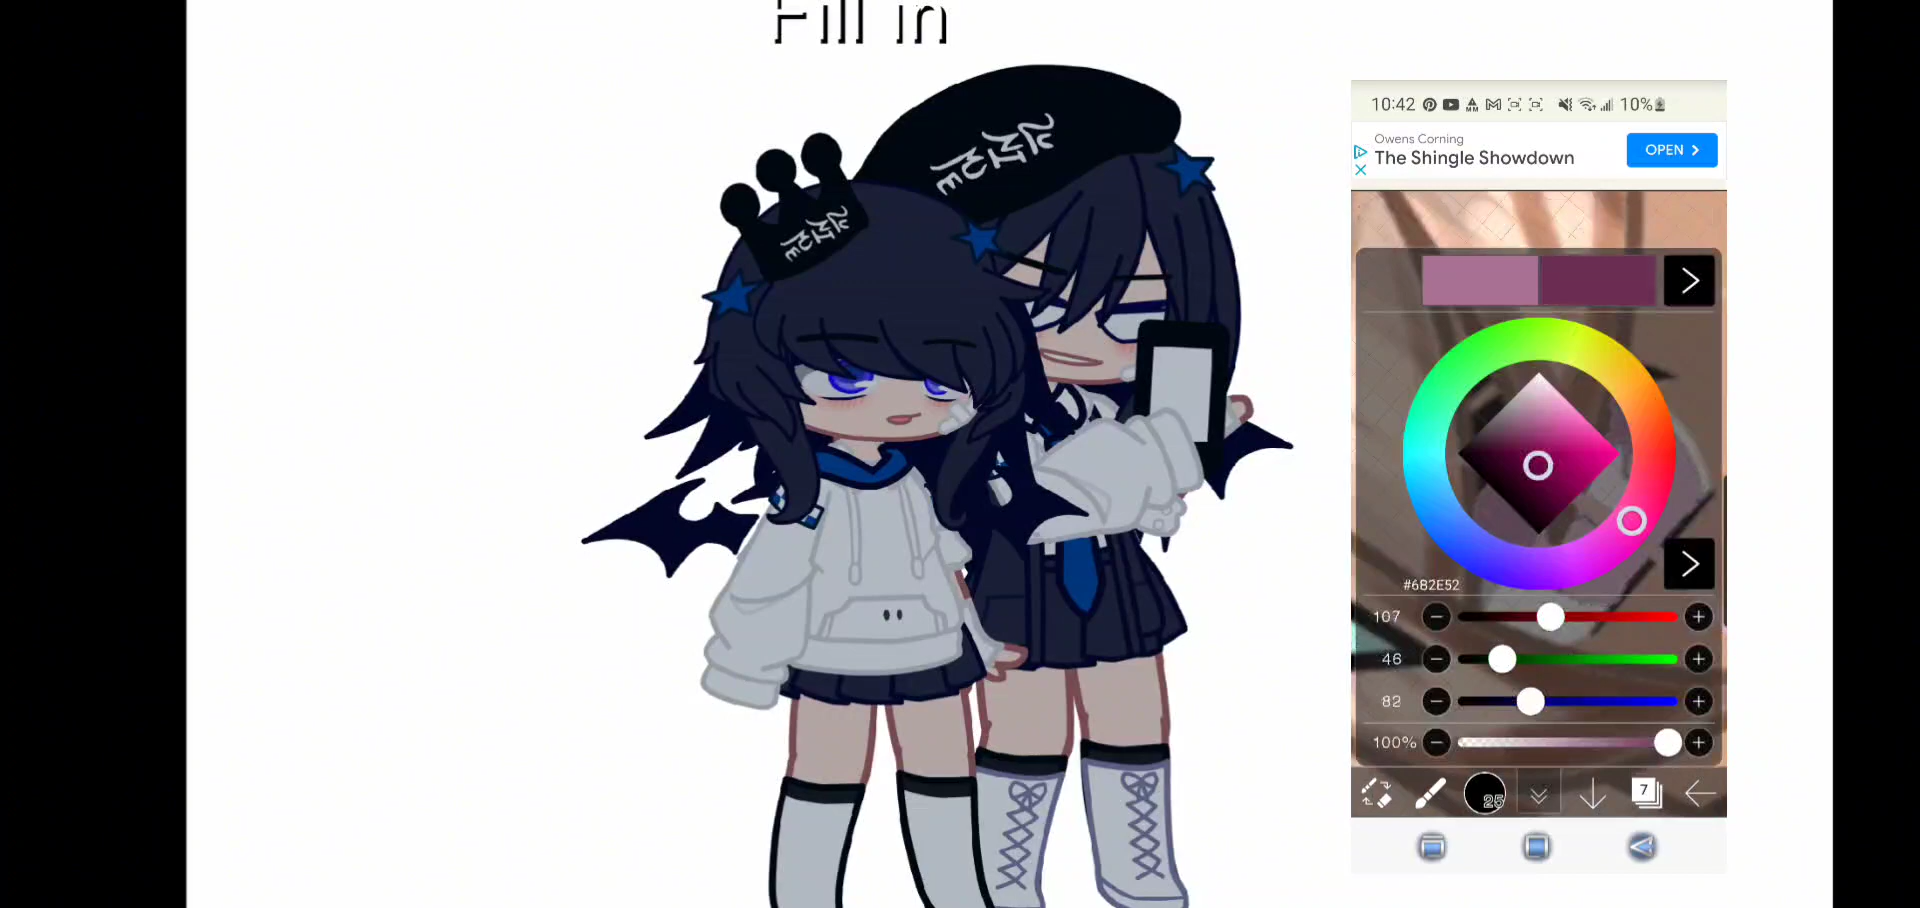 Fill in
10:42
10%
Owens Corning
The Shingle Showdown
OPEN
#6B2E52
107
46
82
100%
25
7